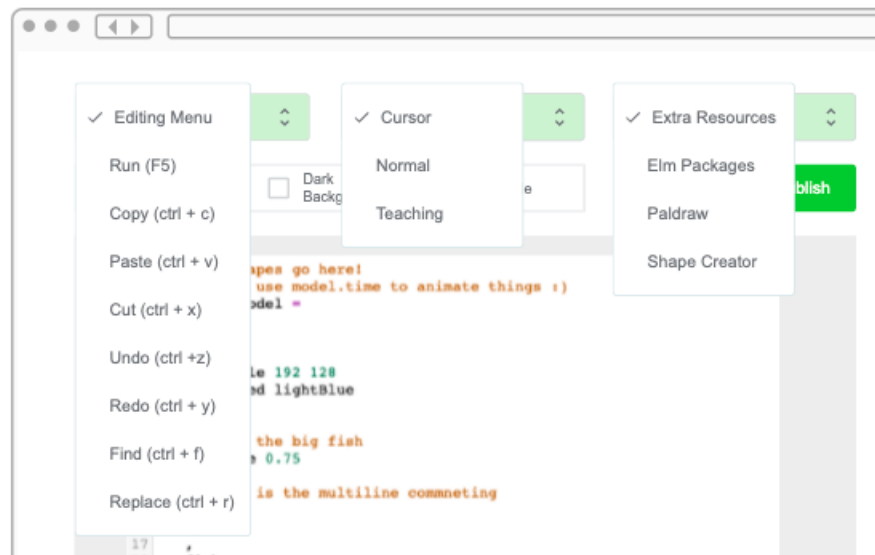 Editing Menu
Run (F5)
Copy (ctrl + c)
Paste (ctrl + v)
Cut (ctrl + x)
Undo (ctrl +z)
Redo (ctrl + y)
Find (ctrl + f)
Replace (ctrl + r)
Cursor
Normal
Teaching
Extra Resources
Elm Packages
Paldraw
Shape Creator
Dark
Backg
e
blish
apes go here!
use model.time to animate things :)
odel =
le 192 128
ed lightBlue
the big fish
e 0.75
is the multiline commneting
17 ,